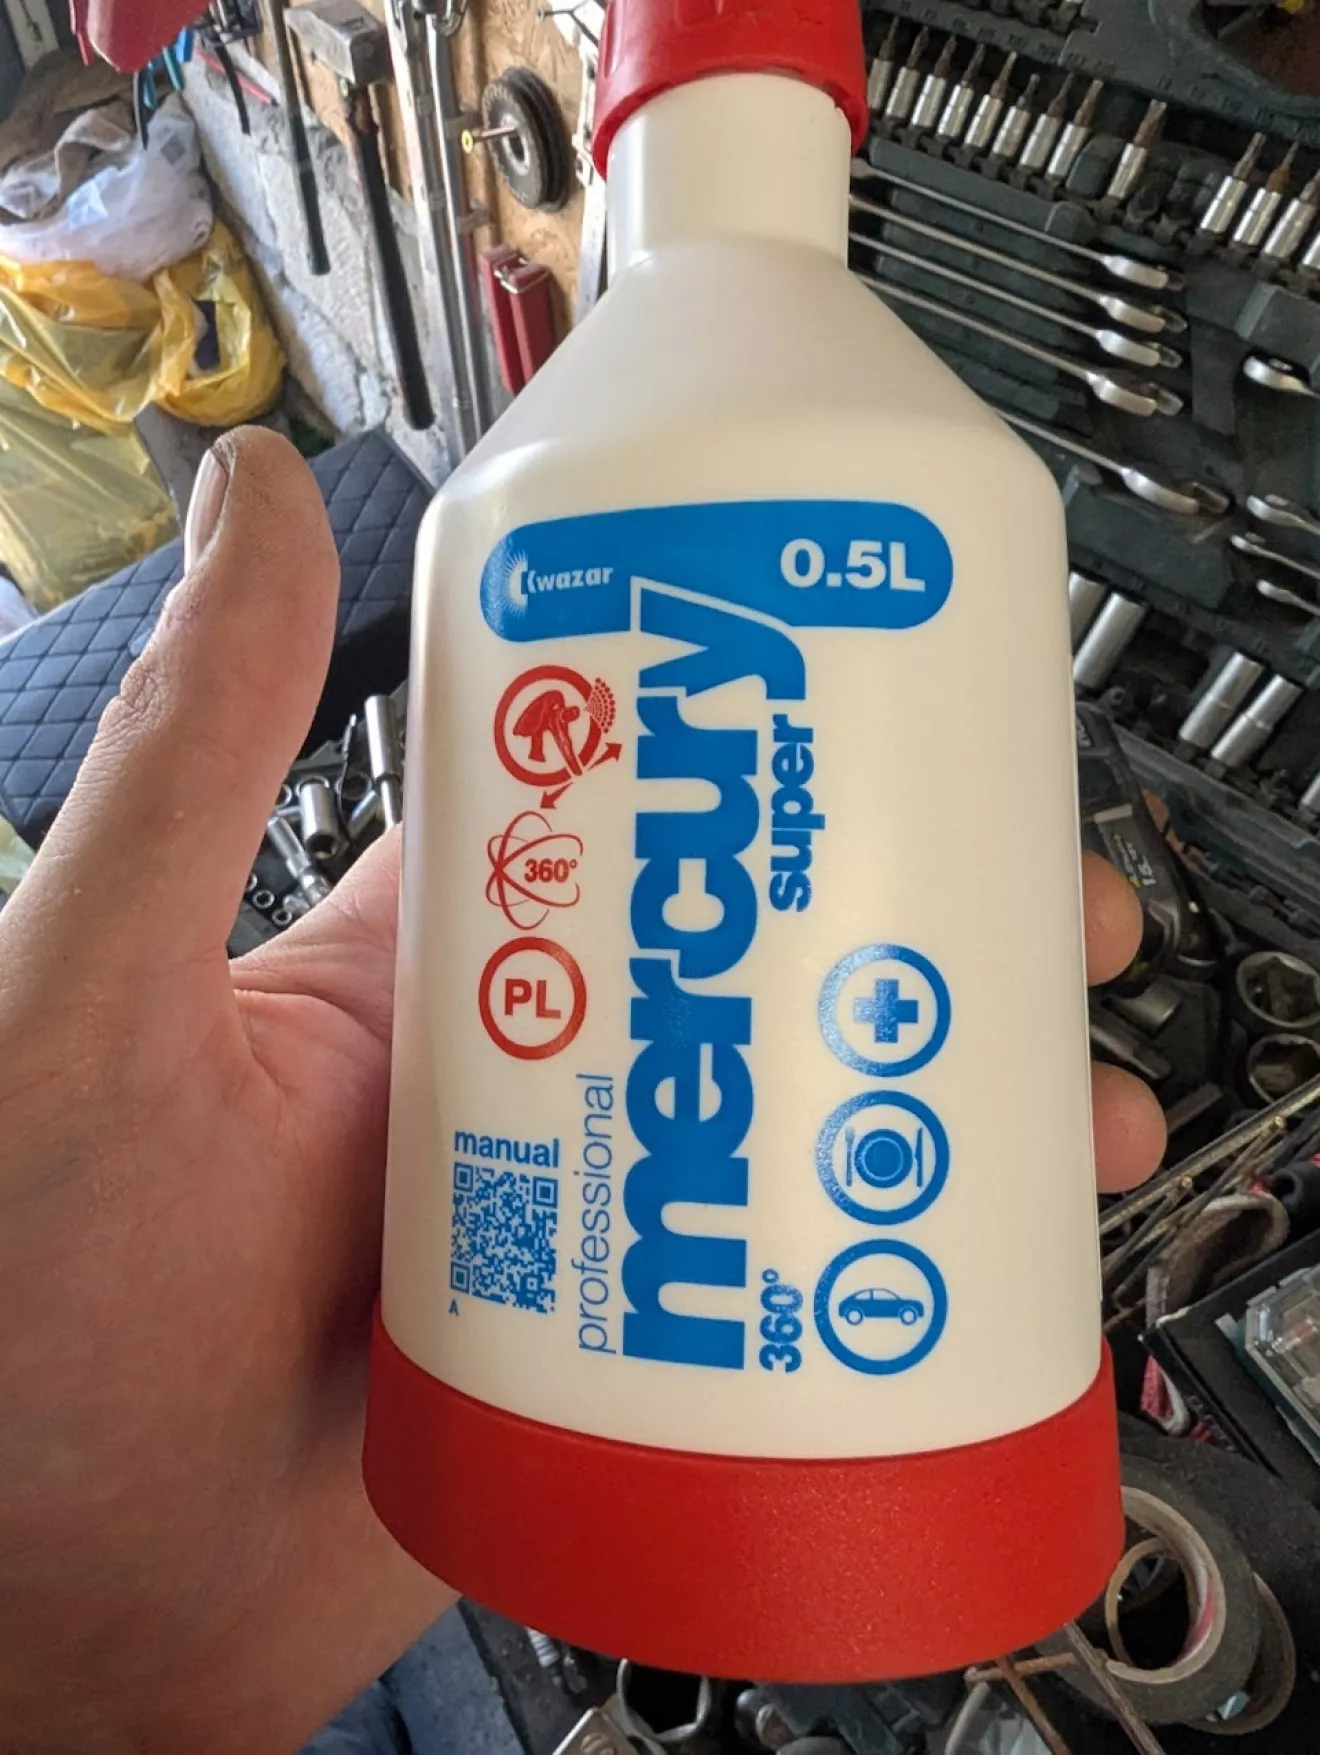 Kwazar
0.5L
mercury
super
360°
professional
360°
PL
manual
A